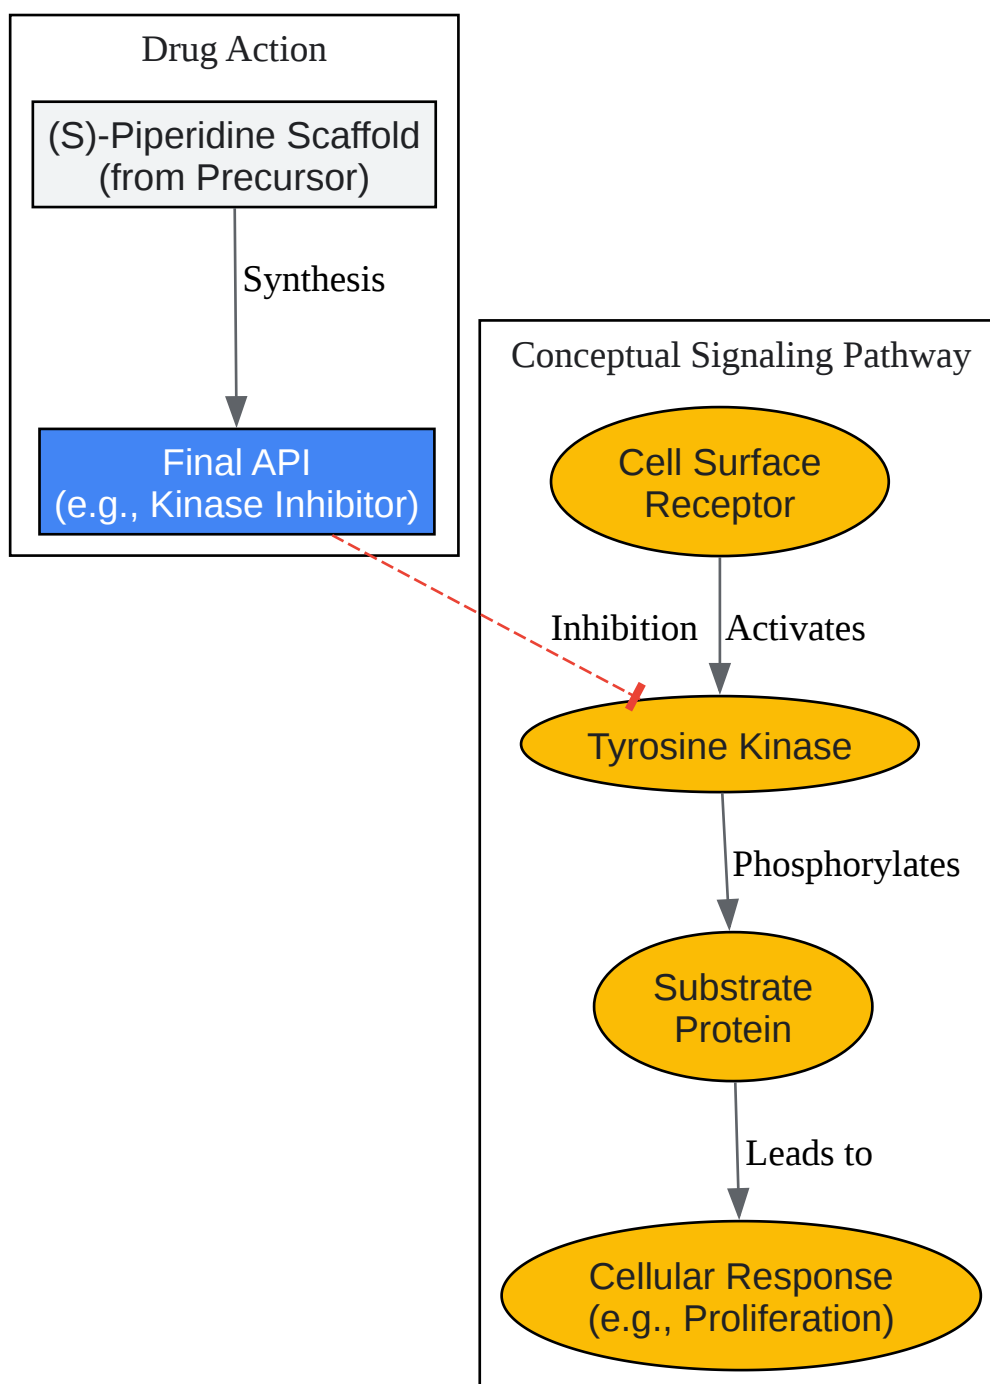 Drug Action
(S)-Piperidine Scaffold
(from Precursor)
Synthesis
Final API
(e.g., Kinase Inhibitor)
Conceptual Signaling Pathway
Cell Surface
Receptor
Inhibition
Activates
Tyrosine Kinase
Phosphorylates
Substrate
Protein
Leads to
Cellular Response
(e.g., Proliferation)